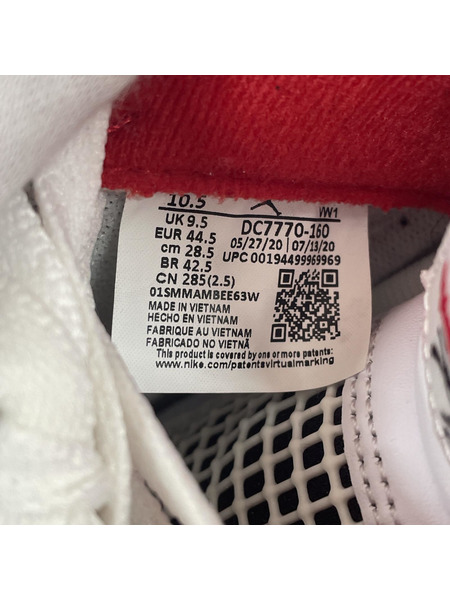 10.5 VW1
UK 9.5 DC7770-160
EUR 44.5 05/27/20 07/13/20
cm 28.5 UPC 00194499969969
BR 42.5
CN 285(2.5)
01SMMAMBEE63W
MADE IN VIETNAM
HECHO EN VIETNAM
FABRIQUE AU VIETNAM
FABRICADO NO VIETNÃ
This product is covered by one or more patents:
www.nike.com/patentsvirtualmarking